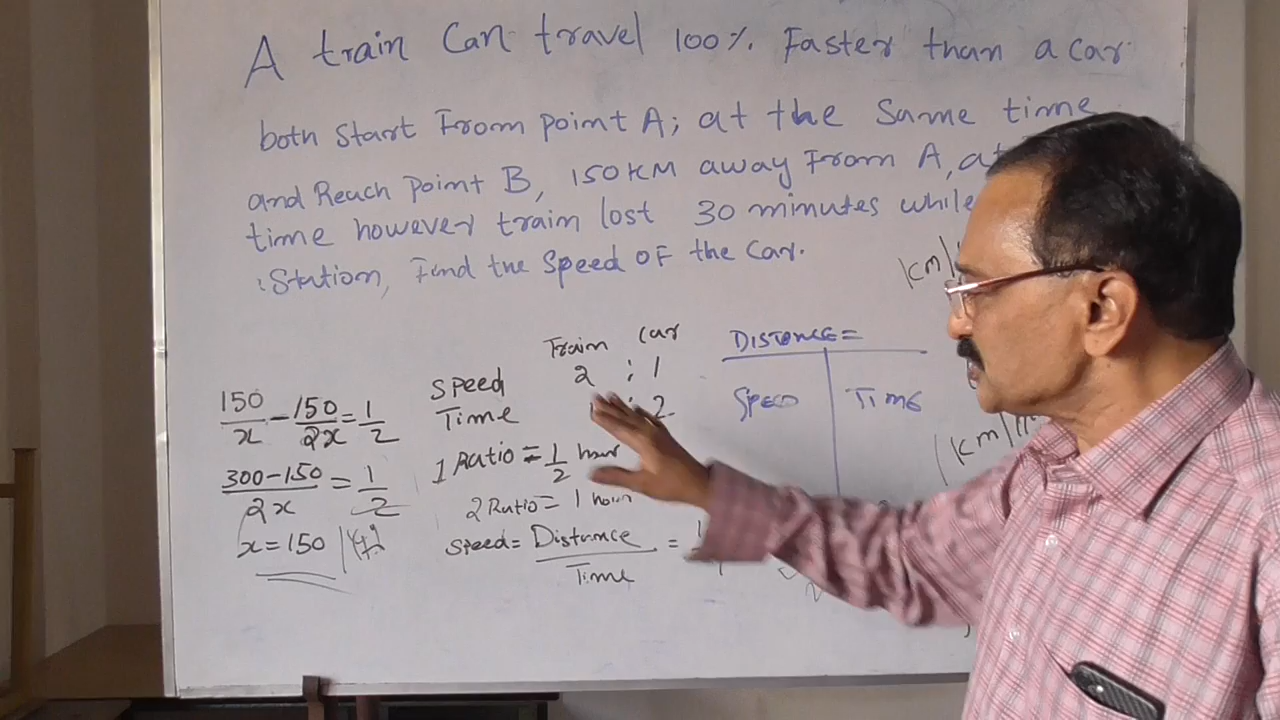 A train Can travel 100% Faster than a car
both start From point A; at the Same time
and Reach Point B, 150 KM away From A, at
time however train lost 30 minutes while
Station, Find the Speed OF the Car.
km/
Train Car
Speed 2 : 1
Time : 2
1 Ratio = 1/2 hour
2 Ratio = 1 hour
Speed = Distance / Time =
150/x - 150/2x = 1/2
300-150/2x = 1/2
x = 150
DISTANCE =
SPEED TIME
km/